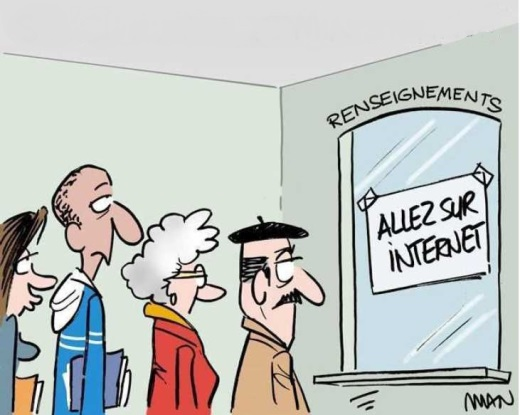 RENSEIGNEMENTS
ALLEZ SUR
INTERNET
MAN